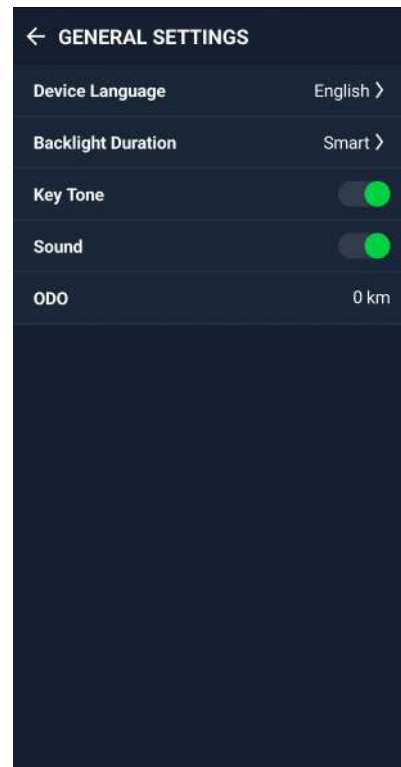 GENERAL SETTINGS
Device Language English
Backlight Duration Smart
Key Tone
Sound
ODO 0 km